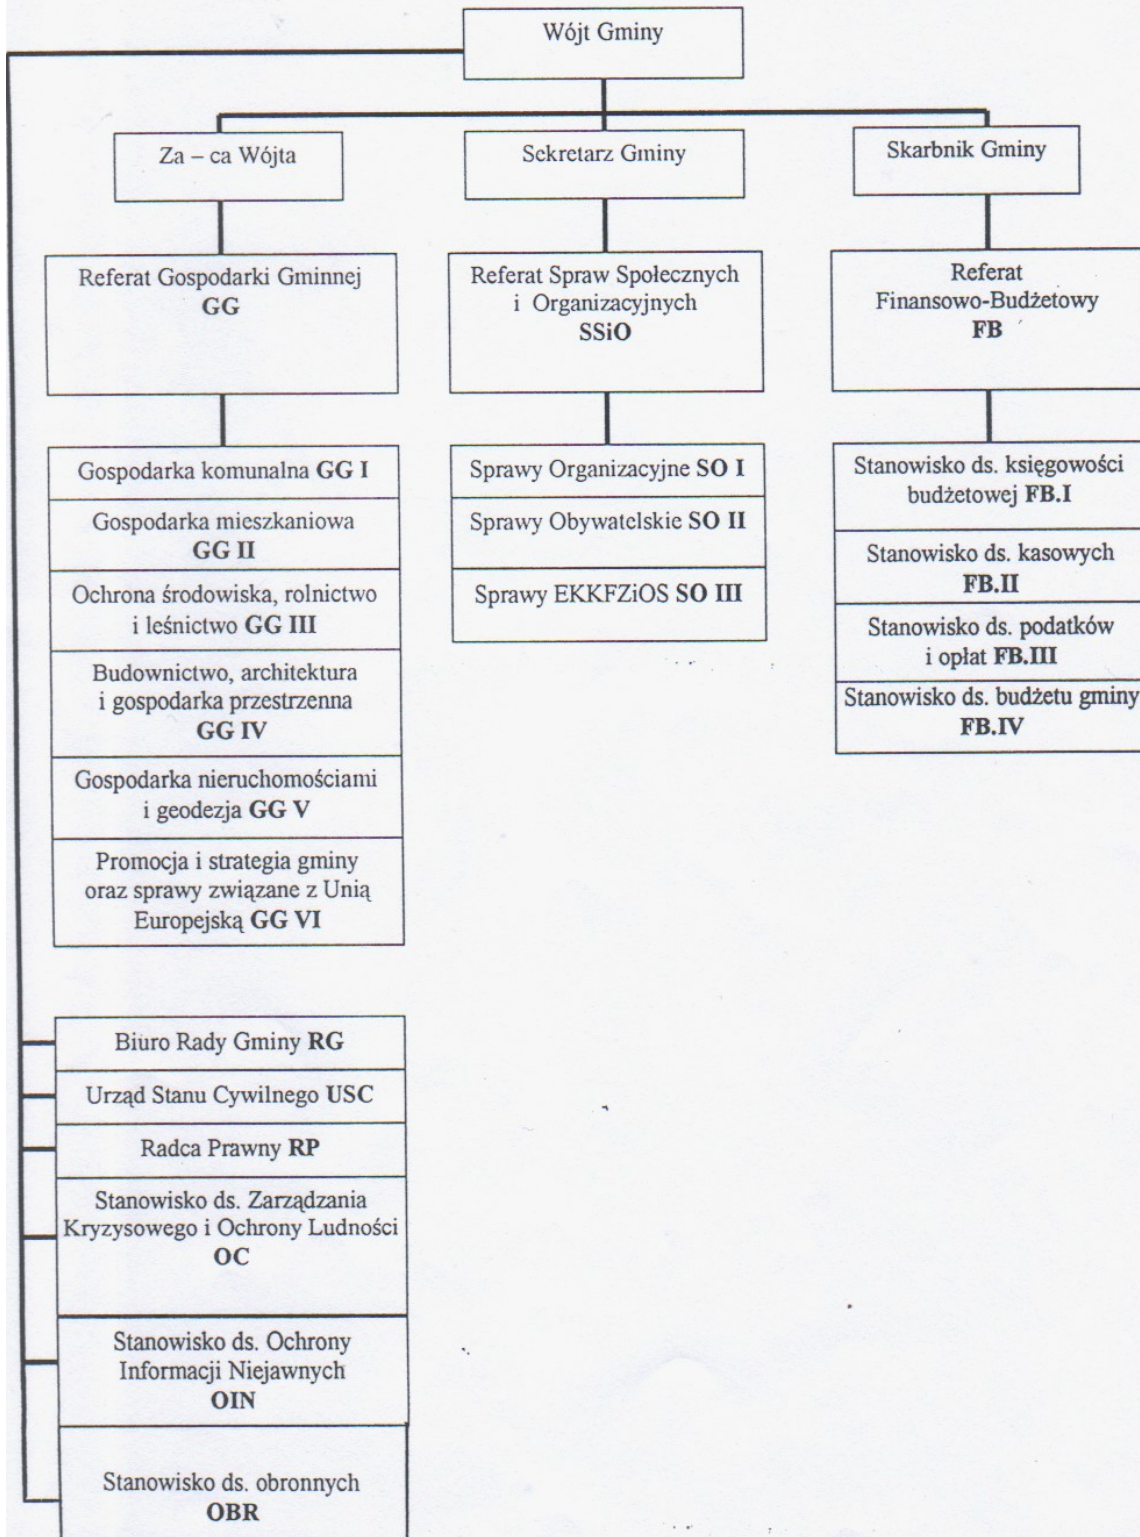 Wójt Gminy
Za – ca Wójta
Sekretarz Gminy
Skarbnik Gminy
Referat Gospodarki Gminnej
GG
Referat Spraw Społecznych
i Organizacyjnych
SSiO
Referat
Finansowo-Budżetowy
FB
Gospodarka komunalna GG I
Gospodarka mieszkaniowa
GG II
Ochrona środowiska, rolnictwo
i leśnictwo GG III
Budownictwo, architektura
i gospodarka przestrzenna
GG IV
Gospodarka nieruchomościami
i geodezja GG V
Promocja i strategia gminy
oraz sprawy związane z Unią
Europejską GG VI
Sprawy Organizacyjne SO I
Sprawy Obywatelskie SO II
Sprawy EKKFZiOS SO III
Stanowisko ds. księgowości
budżetowej FB.I
Stanowisko ds. kasowych
FB.II
Stanowisko ds. podatków
i opłat FB.III
Stanowisko ds. budżetu gminy
FB.IV
Biuro Rady Gminy RG
Urząd Stanu Cywilnego USC
Radca Prawny RP
Stanowisko ds. Zarządzania
Kryzysowego i Ochrony Ludności
OC
Stanowisko ds. Ochrony
Informacji Niejawnych
OIN
Stanowisko ds. obronnych
OBR